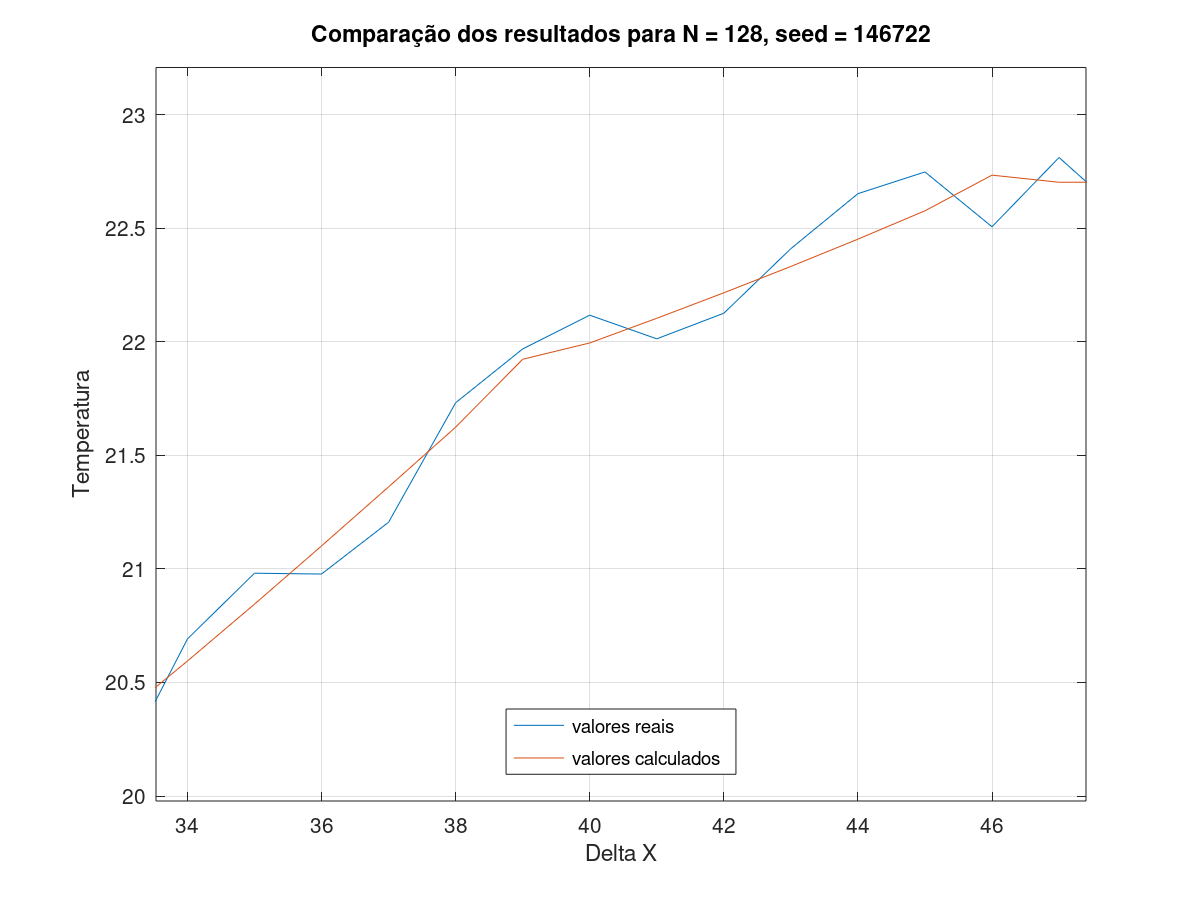 Comparação dos resultados para N = 128, seed = 146722
23
22.5
22
21.5
21
20.5
20
Temperatura
valores reais
valores calculados
34 36 38 40 42 44 46
Delta X